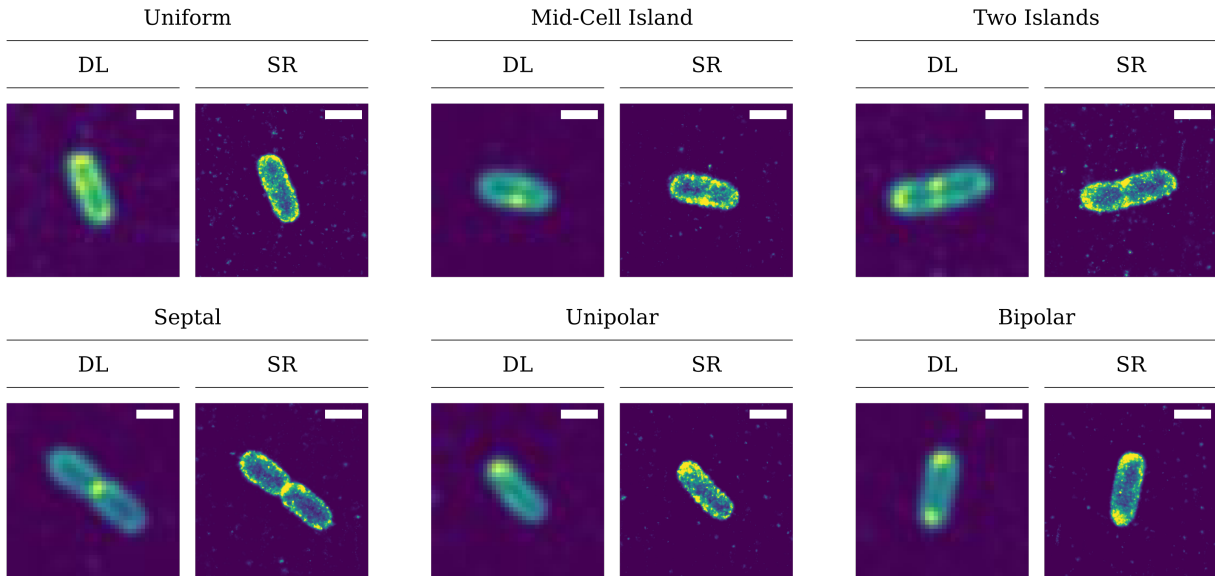 Uniform
Mid-Cell Island
Two Islands
DL
SR
DL
SR
DL
SR
Septal
Unipolar
Bipolar
DL
SR
DL
SR
DL
SR